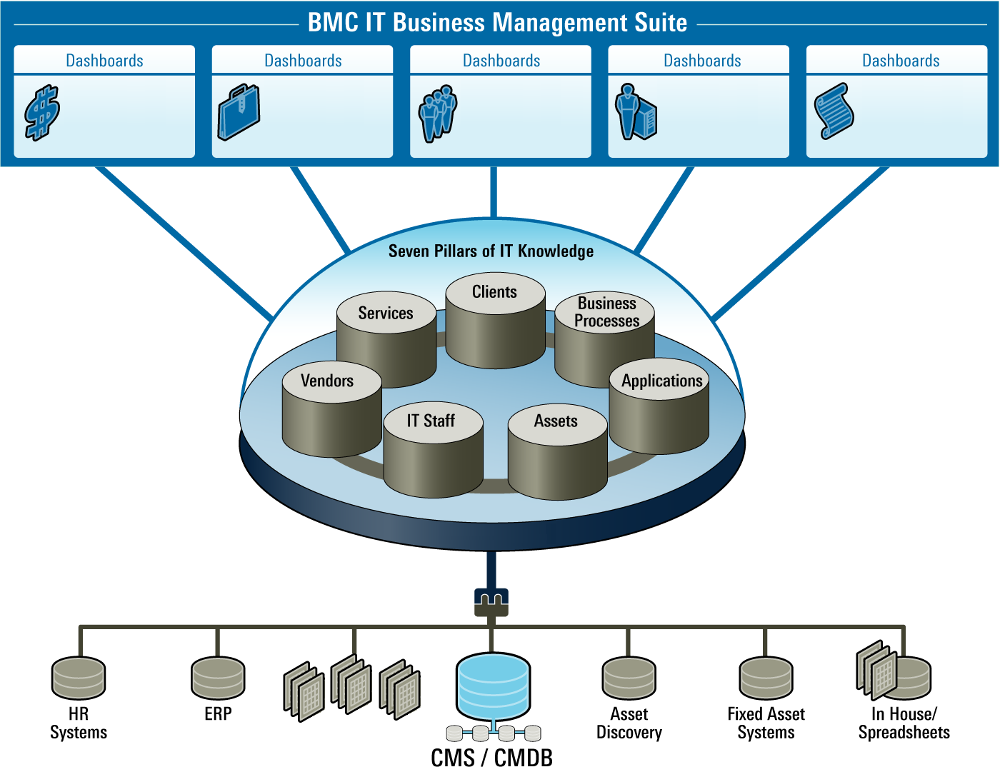 BMC IT Business Management Suite
Dashboards
Dashboards
Dashboards
Dashboards
Dashboards
Seven Pillars of IT Knowledge
Clients
Services
Business
Processes
Vendors
Applications
IT Staff
Assets
HR
Systems
ERP
CMS / CMDB
Asset
Discovery
Fixed Asset
Systems
In House/
Spreadsheets